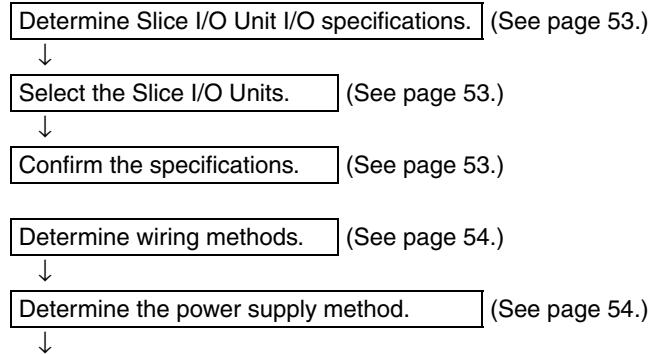 Determine Slice I/O Unit I/O specifications. (See page 53.)
↓
Select the Slice I/O Units. (See page 53.)
↓
Confirm the specifications. (See page 53.)
Determine wiring methods. (See page 54.)
↓
Determine the power supply method. (See page 54.)
↓